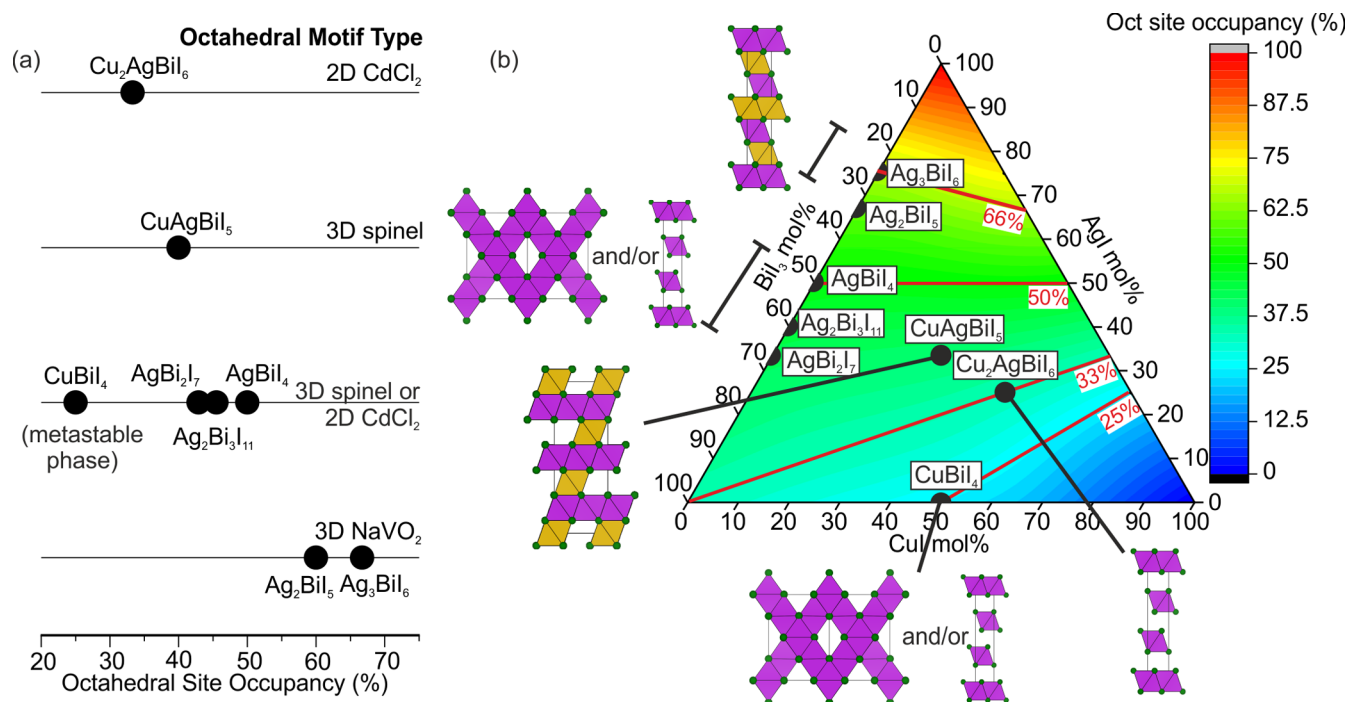 (a)
Octahedral Motif Type
Cu₂AgBiI₆
2D CdCl₂
CuAgBiI₅
3D spinel
CuBiI₄
AgBi₂I₇
AgBiI₄
3D spinel or
2D CdCl₂
(metastable
phase)
Ag₂Bi₃I₁₁
3D NaVO₂
Ag₂BiI₅
Ag₃BiI₆
20 40 60 70
Octahedral Site Occupancy (%)
(b)
and/or
BiI₃ mol%
0
10
20
30
40
50
60
70
80
90
100
AgI mol%
100
90
80
70
60
50
40
30
20
10
0
0 10 20 30 40 50 60 70 80 90 100
CuI mol%
Ag₃BiI₆
66%
Ag₂BiI₅
AgBiI₄
50%
Ag₂Bi₃I₁₁
CuAgBiI₅
AgBi₂I₇
Cu₂AgBiI₆
33%
25%
CuBiI₄
and/or
Oct site occupancy (%)
100
87.5
75
62.5
50
37.5
25
12.5
0